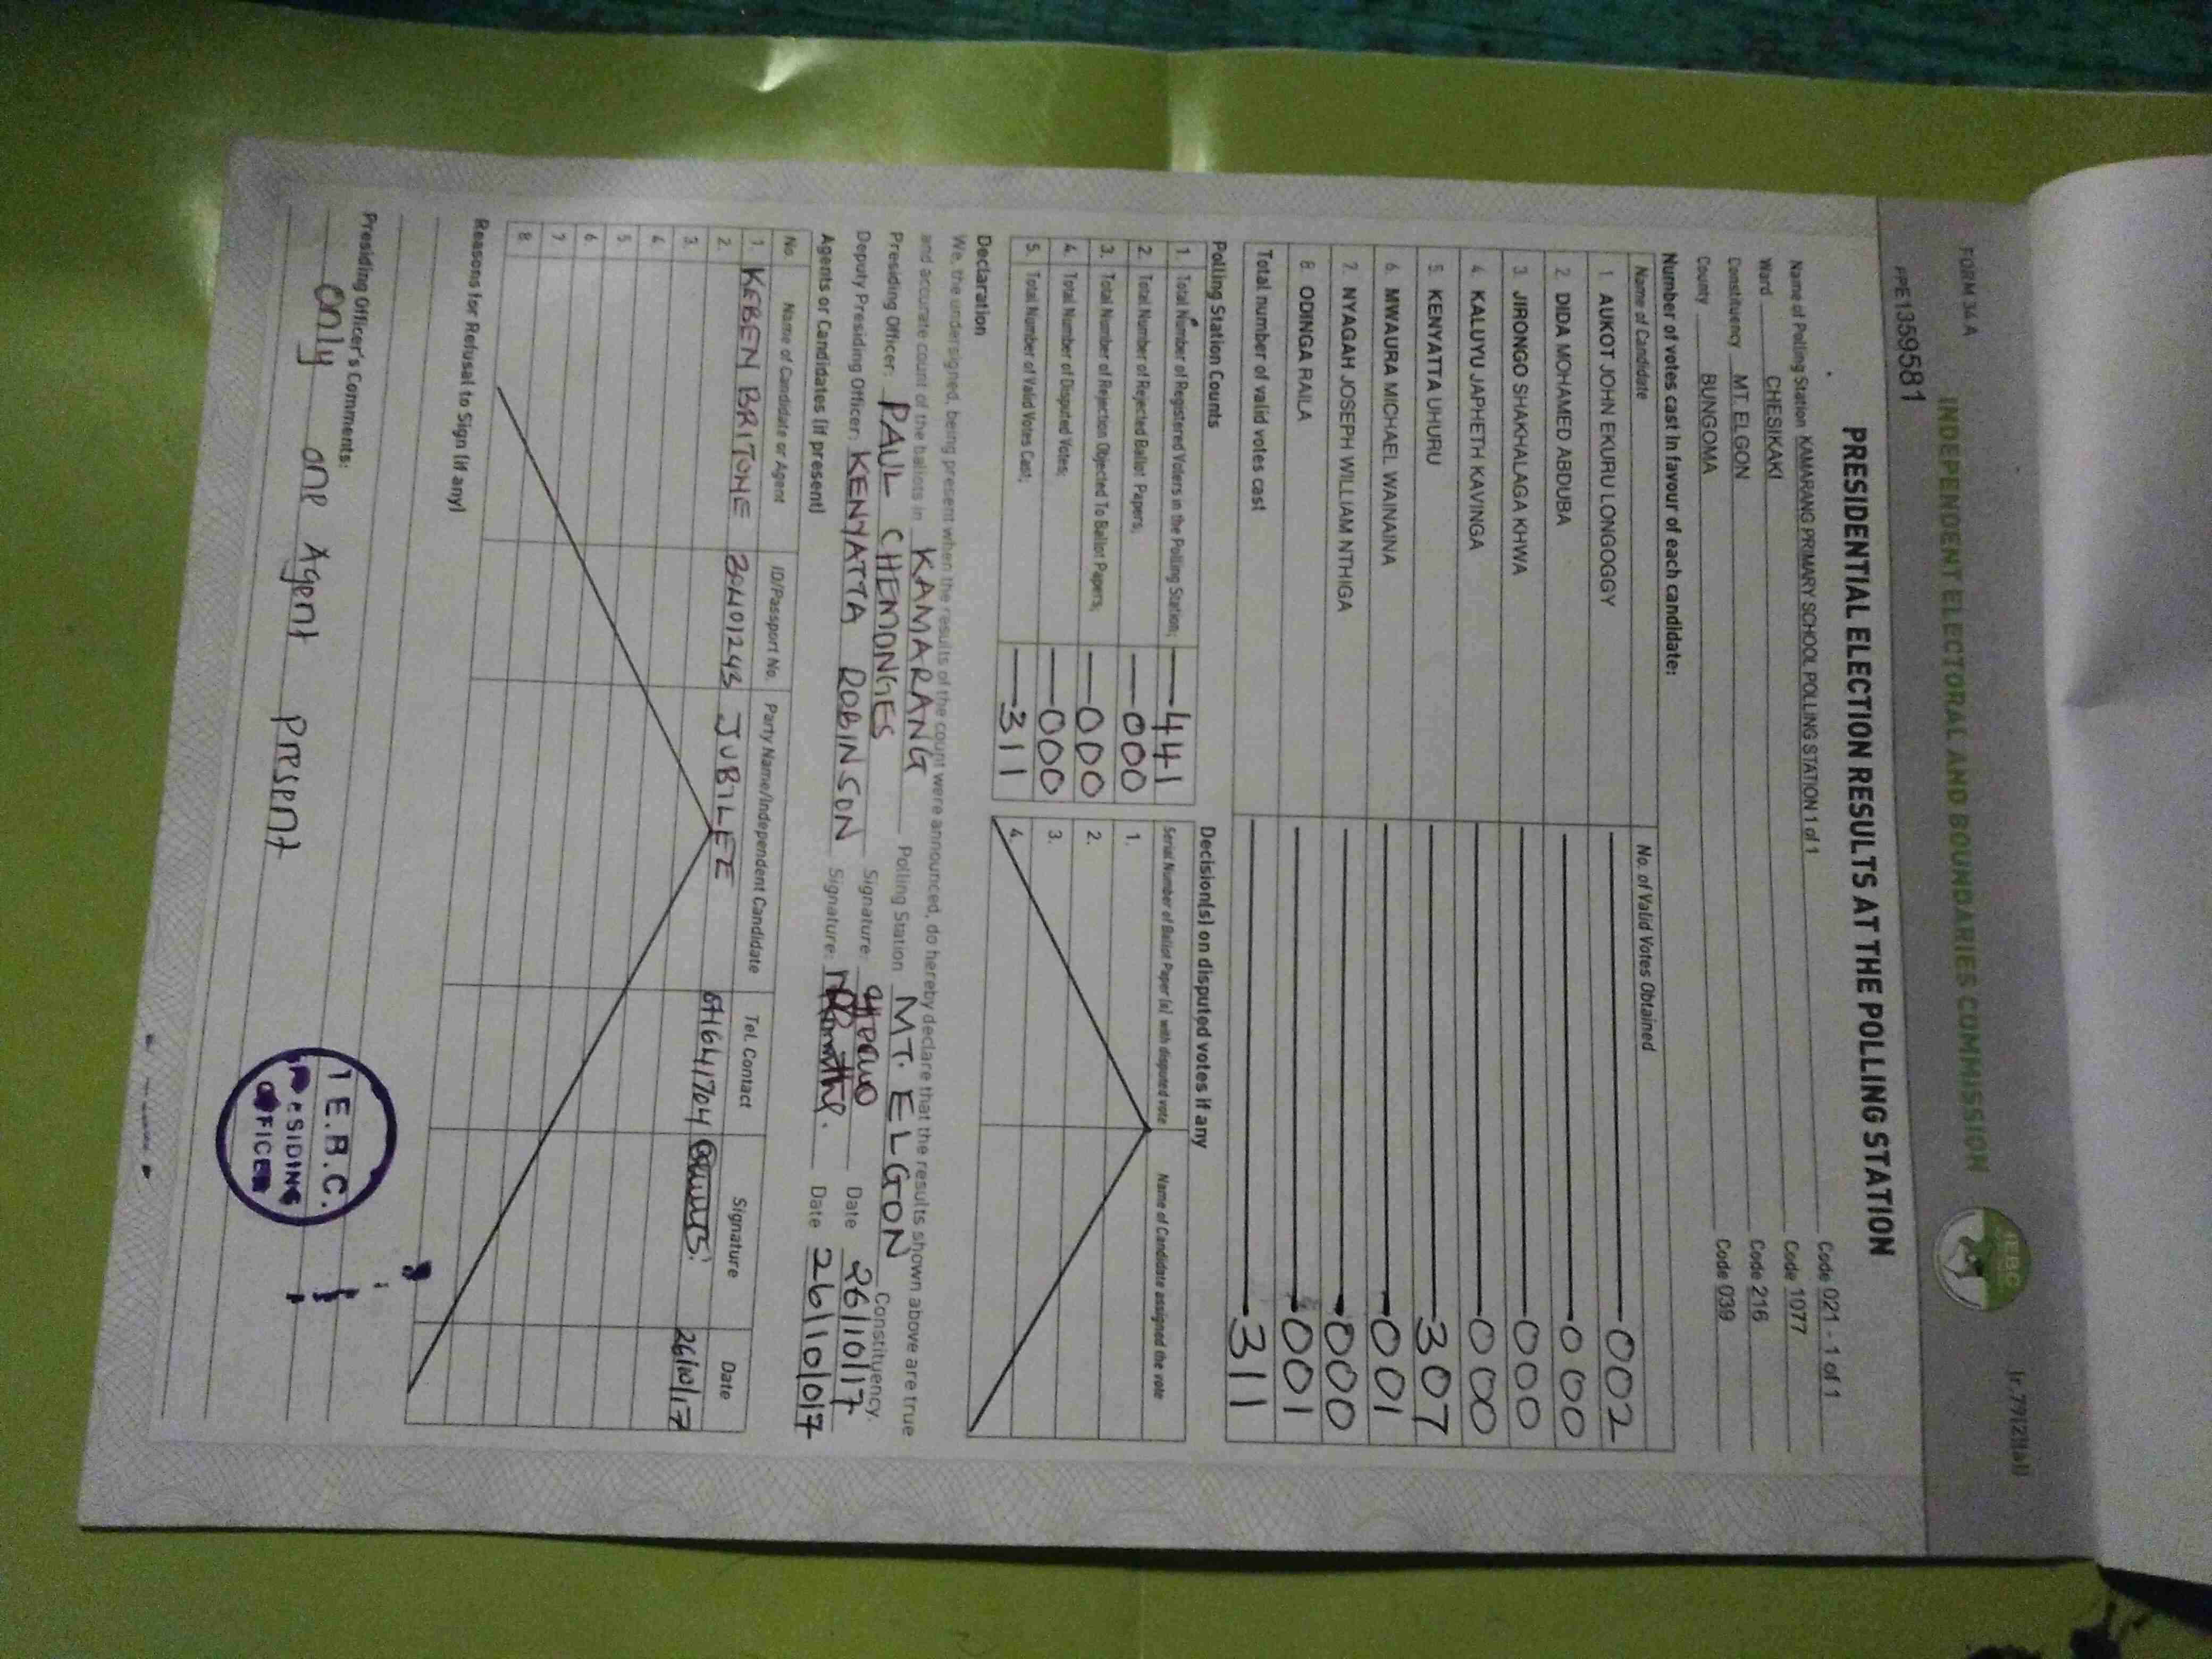 FORM 34 A
(r.79(2)(a))
INDEPENDENT ELECTORAL AND BOUNDARIES COMMISSION
IEBC
PPE1359581
PRESIDENTIAL ELECTION RESULTS AT THE POLLING STATION
Name of Polling Station KAMARANG PRIMARY SCHOOL POLLING STATION 1 of 1 Code 021 - 1 of 1
Ward CHESIKAKI Code 1077
Constituency MT. ELGON Code 216
County BUNGOMA Code 039
Number of votes cast in favour of each candidate:
Name of Candidate No. of Valid Votes Obtained
1. AUKOT JOHN EKURU LONGOGGY 002
2. DIDA MOHAMED ABDUBA 000
3. JIRONGO SHAKHALAGA KHWA 000
4. KALUYU JAPHETH KAVINGA 000
5. KENYATTA UHURU 307
6. MWAURA MICHAEL WAINAINA 001
7. NYAGAH JOSEPH WILLIAM NTHIGA 000
8. ODINGA RAILA 001
Total number of valid votes cast 311
Polling Station Counts
1. Total Number of Registered Voters in the Polling Station; 441
2. Total Number of Rejected Ballot Papers; 000
3. Total Number of Rejection Objected To Ballot Papers; 000
4. Total Number of Disputed Votes; 000
5. Total Number of Valid Votes Cast; 311
Decision(s) on disputed votes if any
Serial Number of Ballot Paper (s) with disputed vote Name of Candidate assigned the vote
1.
2.
3.
4.
Declaration
We, the undersigned, being present when the results of the count were announced, do hereby declare that the results shown above are true
and accurate count of the ballots in KAMARANG Polling Station MT. ELGON Constituency.
Presiding Officer: PAUL CHEMONGES Signature: Date 26/10/17
Deputy Presiding Officer: KENYATTA ROBINSON Signature: Date 26/10/017
Agents or Candidates (if present)
No. Name of Candidate or Agent ID/Passport No. Party Name/Independent Candidate Tel. Contact Signature Date
1. KEBEN BRITONE 30401243 JUBILEE 071641704 26/10/17
2.
3.
4.
5.
6.
7.
8.
Reasons for Refusal to Sign (if any)
Presiding Officer's Comments:
Only one Agent present
I.E.B.C.
PRESIDING
OFFICER